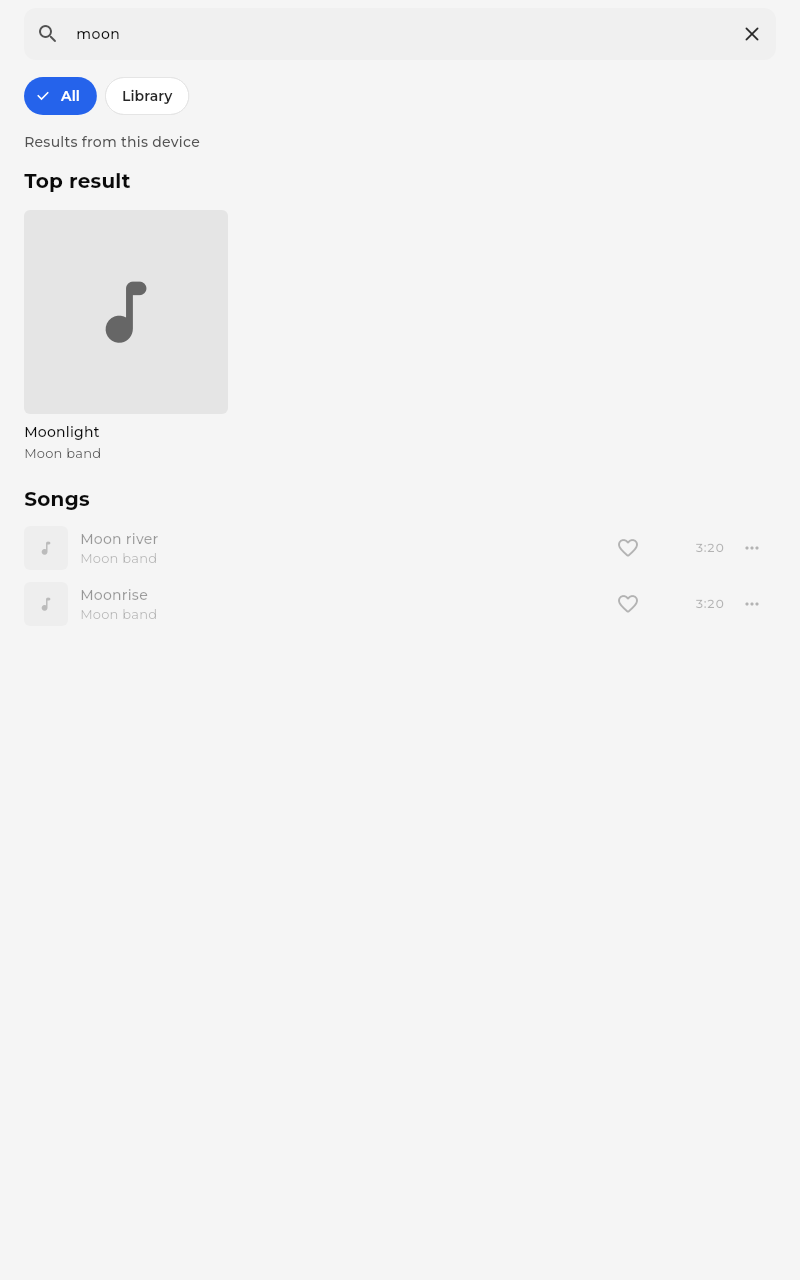 moon
All
Library
Results from this device
Top result
Moonlight
Moon band
Songs
Moon river
Moon band
3:20
Moonrise
Moon band
3:20